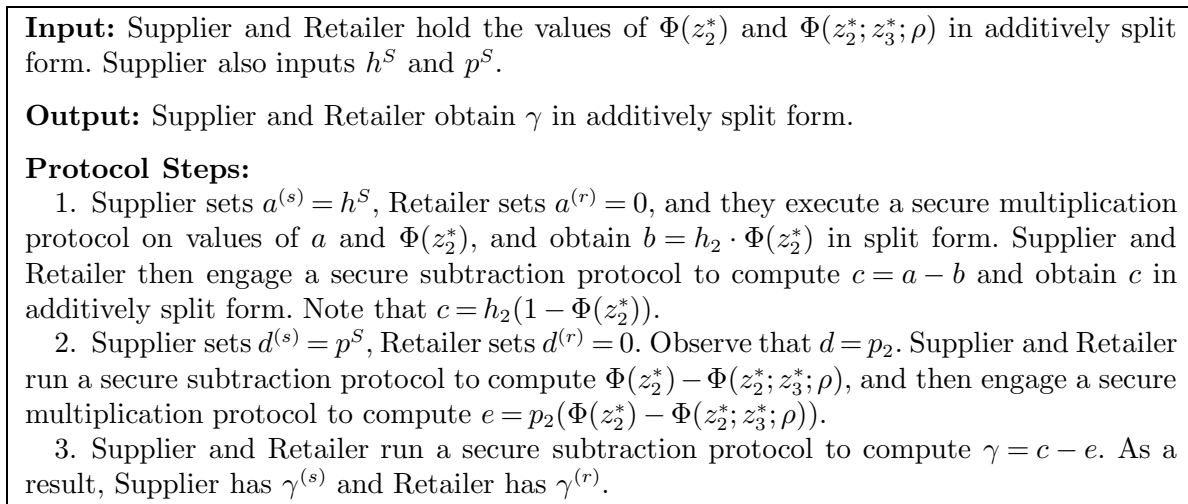 Input: Supplier and Retailer hold the values of Φ(z₂*) and Φ(z₂*; z₃*; ρ) in additively split
form. Supplier also inputs hˢ and pˢ.
Output: Supplier and Retailer obtain γ in additively split form.
Protocol Steps:
1. Supplier sets a⁽ˢ⁾ = hˢ, Retailer sets a⁽ʳ⁾ = 0, and they execute a secure multiplication
protocol on values of a and Φ(z₂*), and obtain b = h₂ · Φ(z₂*) in split form. Supplier and
Retailer then engage a secure subtraction protocol to compute c = a − b and obtain c in
additively split form. Note that c = h₂(1 − Φ(z₂*)).
2. Supplier sets d⁽ˢ⁾ = pˢ, Retailer sets d⁽ʳ⁾ = 0. Observe that d = p₂. Supplier and Retailer
run a secure subtraction protocol to compute Φ(z₂*) − Φ(z₂*; z₃*; ρ), and then engage a secure
multiplication protocol to compute e = p₂(Φ(z₂*) − Φ(z₂*; z₃*; ρ)).
3. Supplier and Retailer run a secure subtraction protocol to compute γ = c − e. As a
result, Supplier has γ⁽ˢ⁾ and Retailer has γ⁽ʳ⁾.